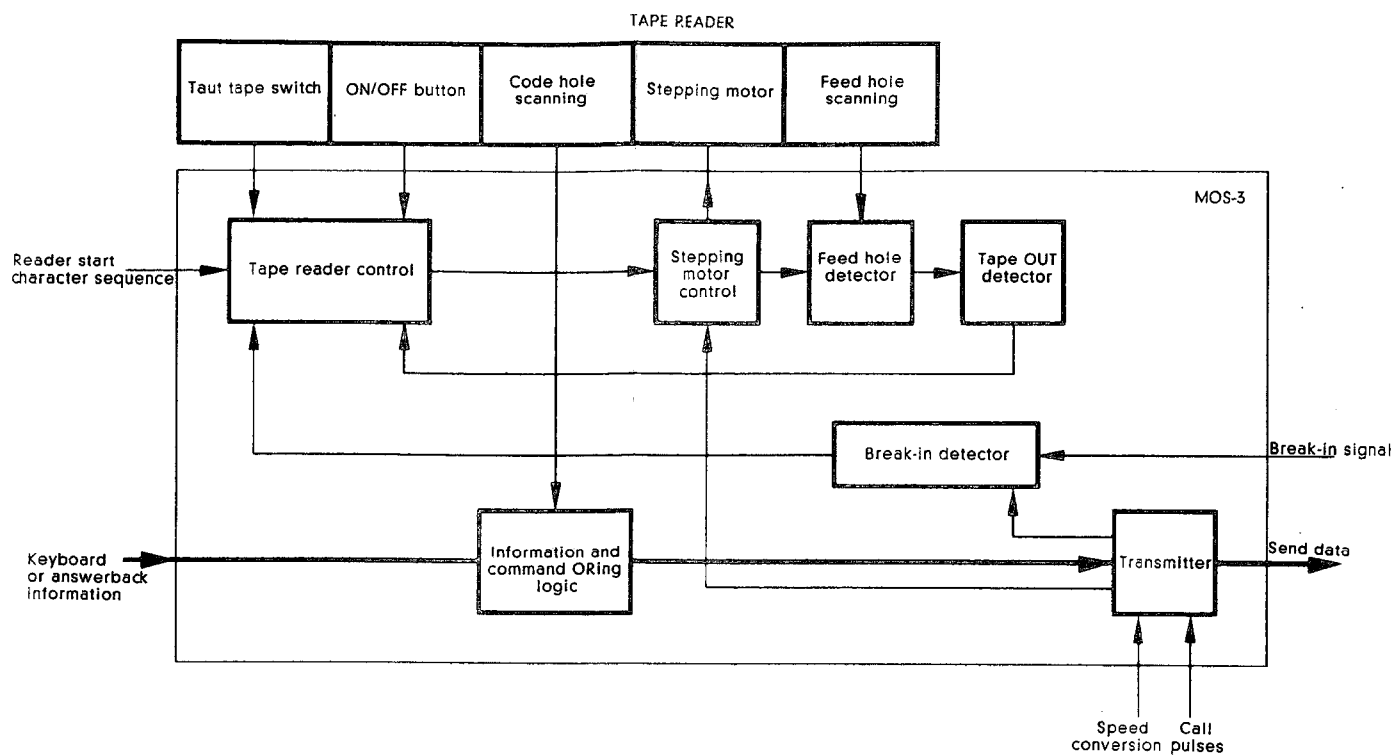 TAPE READER
Taut tape switch
ON/OFF button
Code hole
scanning
Stepping motor
Feed hole
scanning
MOS-3
Reader start
character sequence
Tape reader control
Stepping
motor
control
Feed hole
detector
Tape OUT
detector
Break-in detector
Break-in signal
Keyboard
or answerback
information
Information and
command ORing
logic
Transmitter
Send data
Speed
conversion
Call
pulses